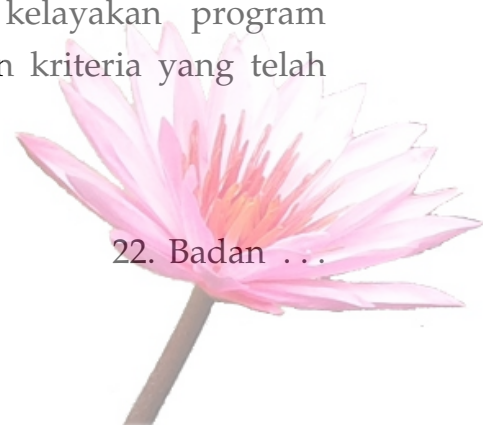 kelayakan program
n kriteria yang telah
22. Badan . . .